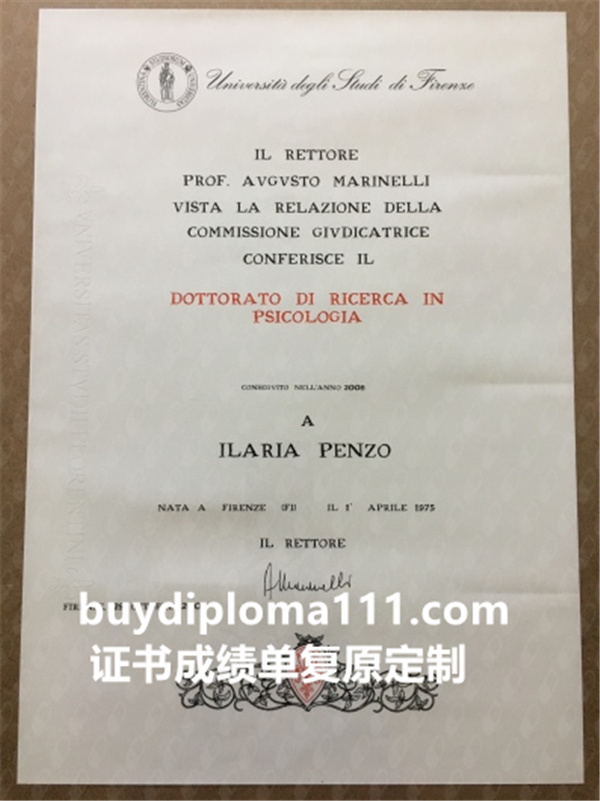 Università degli Studi di Firenze
IL RETTORE
PROF. AVGVSTO MARINELLI
VISTA LA RELAZIONE DELLA
COMMISSIONE GIVDICATRICE
CONFERISCE IL
DOTTORATO DI RICERCA IN
PSICOLOGIA
CONSEGVITO NELL'ANNO 2006
A
ILARIA PENZO
NATA A FIRENZE (FI) IL 1° APRILE 1975
IL RETTORE
AMarinelli
buydiploma111.com
证书成绩单复原定制